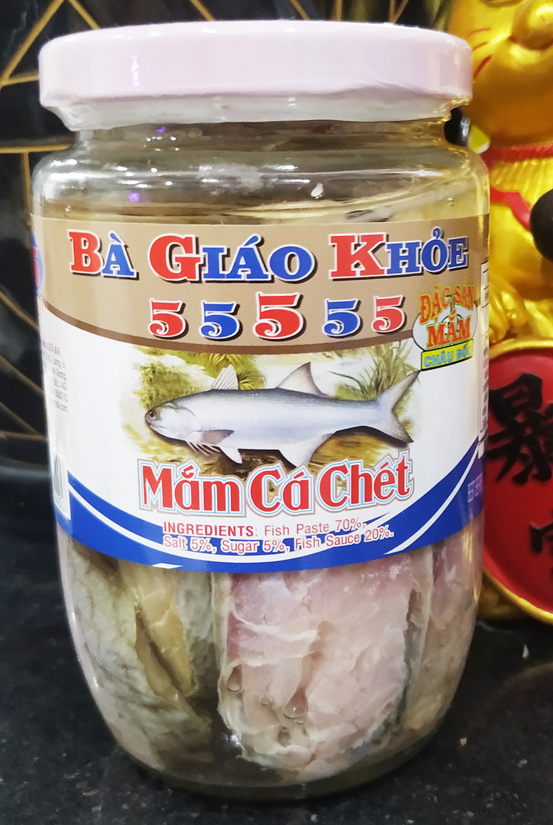 BÀ GIÁO KHỎE
55555
ĐẶC SẢN
MẮM
CHÂU ĐỐC
Mắm Cá Chét
INGREDIENTS: Fish Paste 70%,
Salt 5%, Sugar 5%, Fish Sauce 20%.